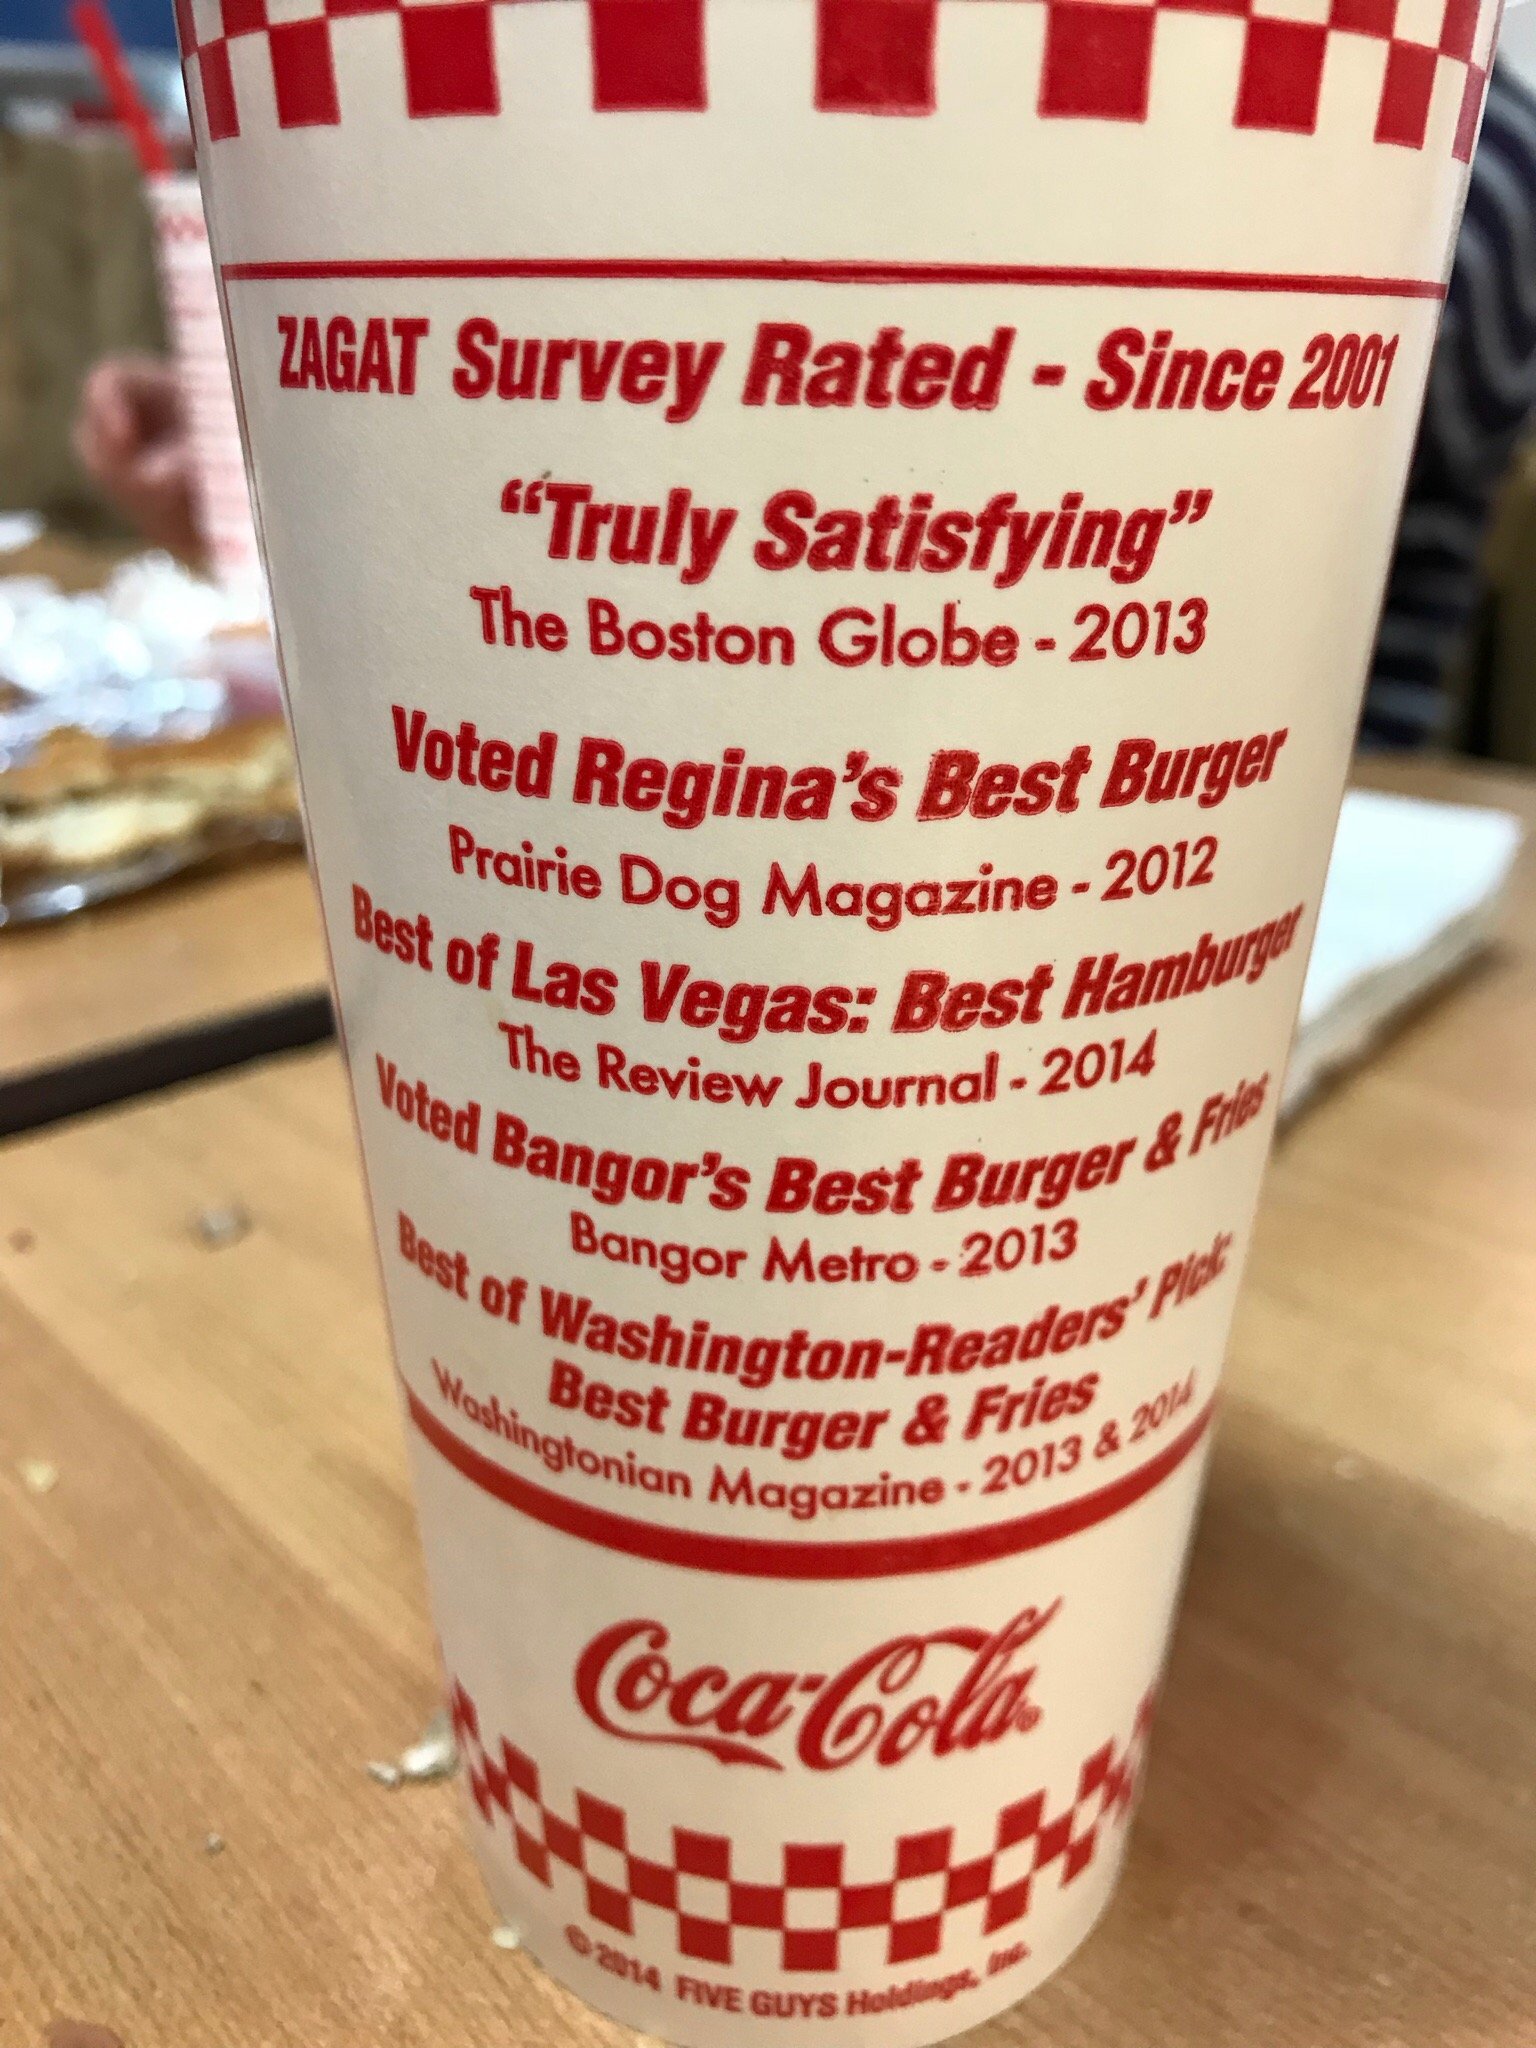 ZAGAT Survey Rated - Since 2001
“Truly Satisfying”
The Boston Globe - 2013
Voted Regina’s Best Burger
Prairie Dog Magazine - 2012
Best of Las Vegas: Best Hamburger
The Review Journal - 2014
Voted Bangor’s Best Burger & Fries
Bangor Metro - 2013
Best of Washington-Readers’ Pick:
Best Burger & Fries
Washingtonian Magazine - 2013 & 2014
Coca-Cola®
©2014 FIVE GUYS Holdings, Inc.